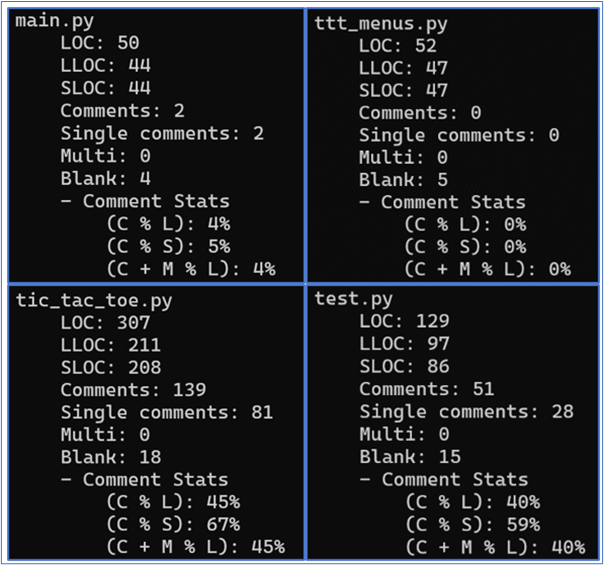 main.py
LOC: 50
LLOC: 44
SLOC: 44
Comments: 2
Single comments: 2
Multi: 0
Blank: 4
- Comment Stats
(C % L): 4%
(C % S): 5%
(C + M % L): 4%
ttt_menus.py
LOC: 52
LLOC: 47
SLOC: 47
Comments: 0
Single comments: 0
Multi: 0
Blank: 5
- Comment Stats
(C % L): 0%
(C % S): 0%
(C + M % L): 0%
tic_tac_toe.py
LOC: 307
LLOC: 211
SLOC: 208
Comments: 139
Single comments: 81
Multi: 0
Blank: 18
- Comment Stats
(C % L): 45%
(C % S): 67%
(C + M % L): 45%
test.py
LOC: 129
LLOC: 97
SLOC: 86
Comments: 51
Single comments: 28
Multi: 0
Blank: 15
- Comment Stats
(C % L): 40%
(C % S): 59%
(C + M % L): 40%